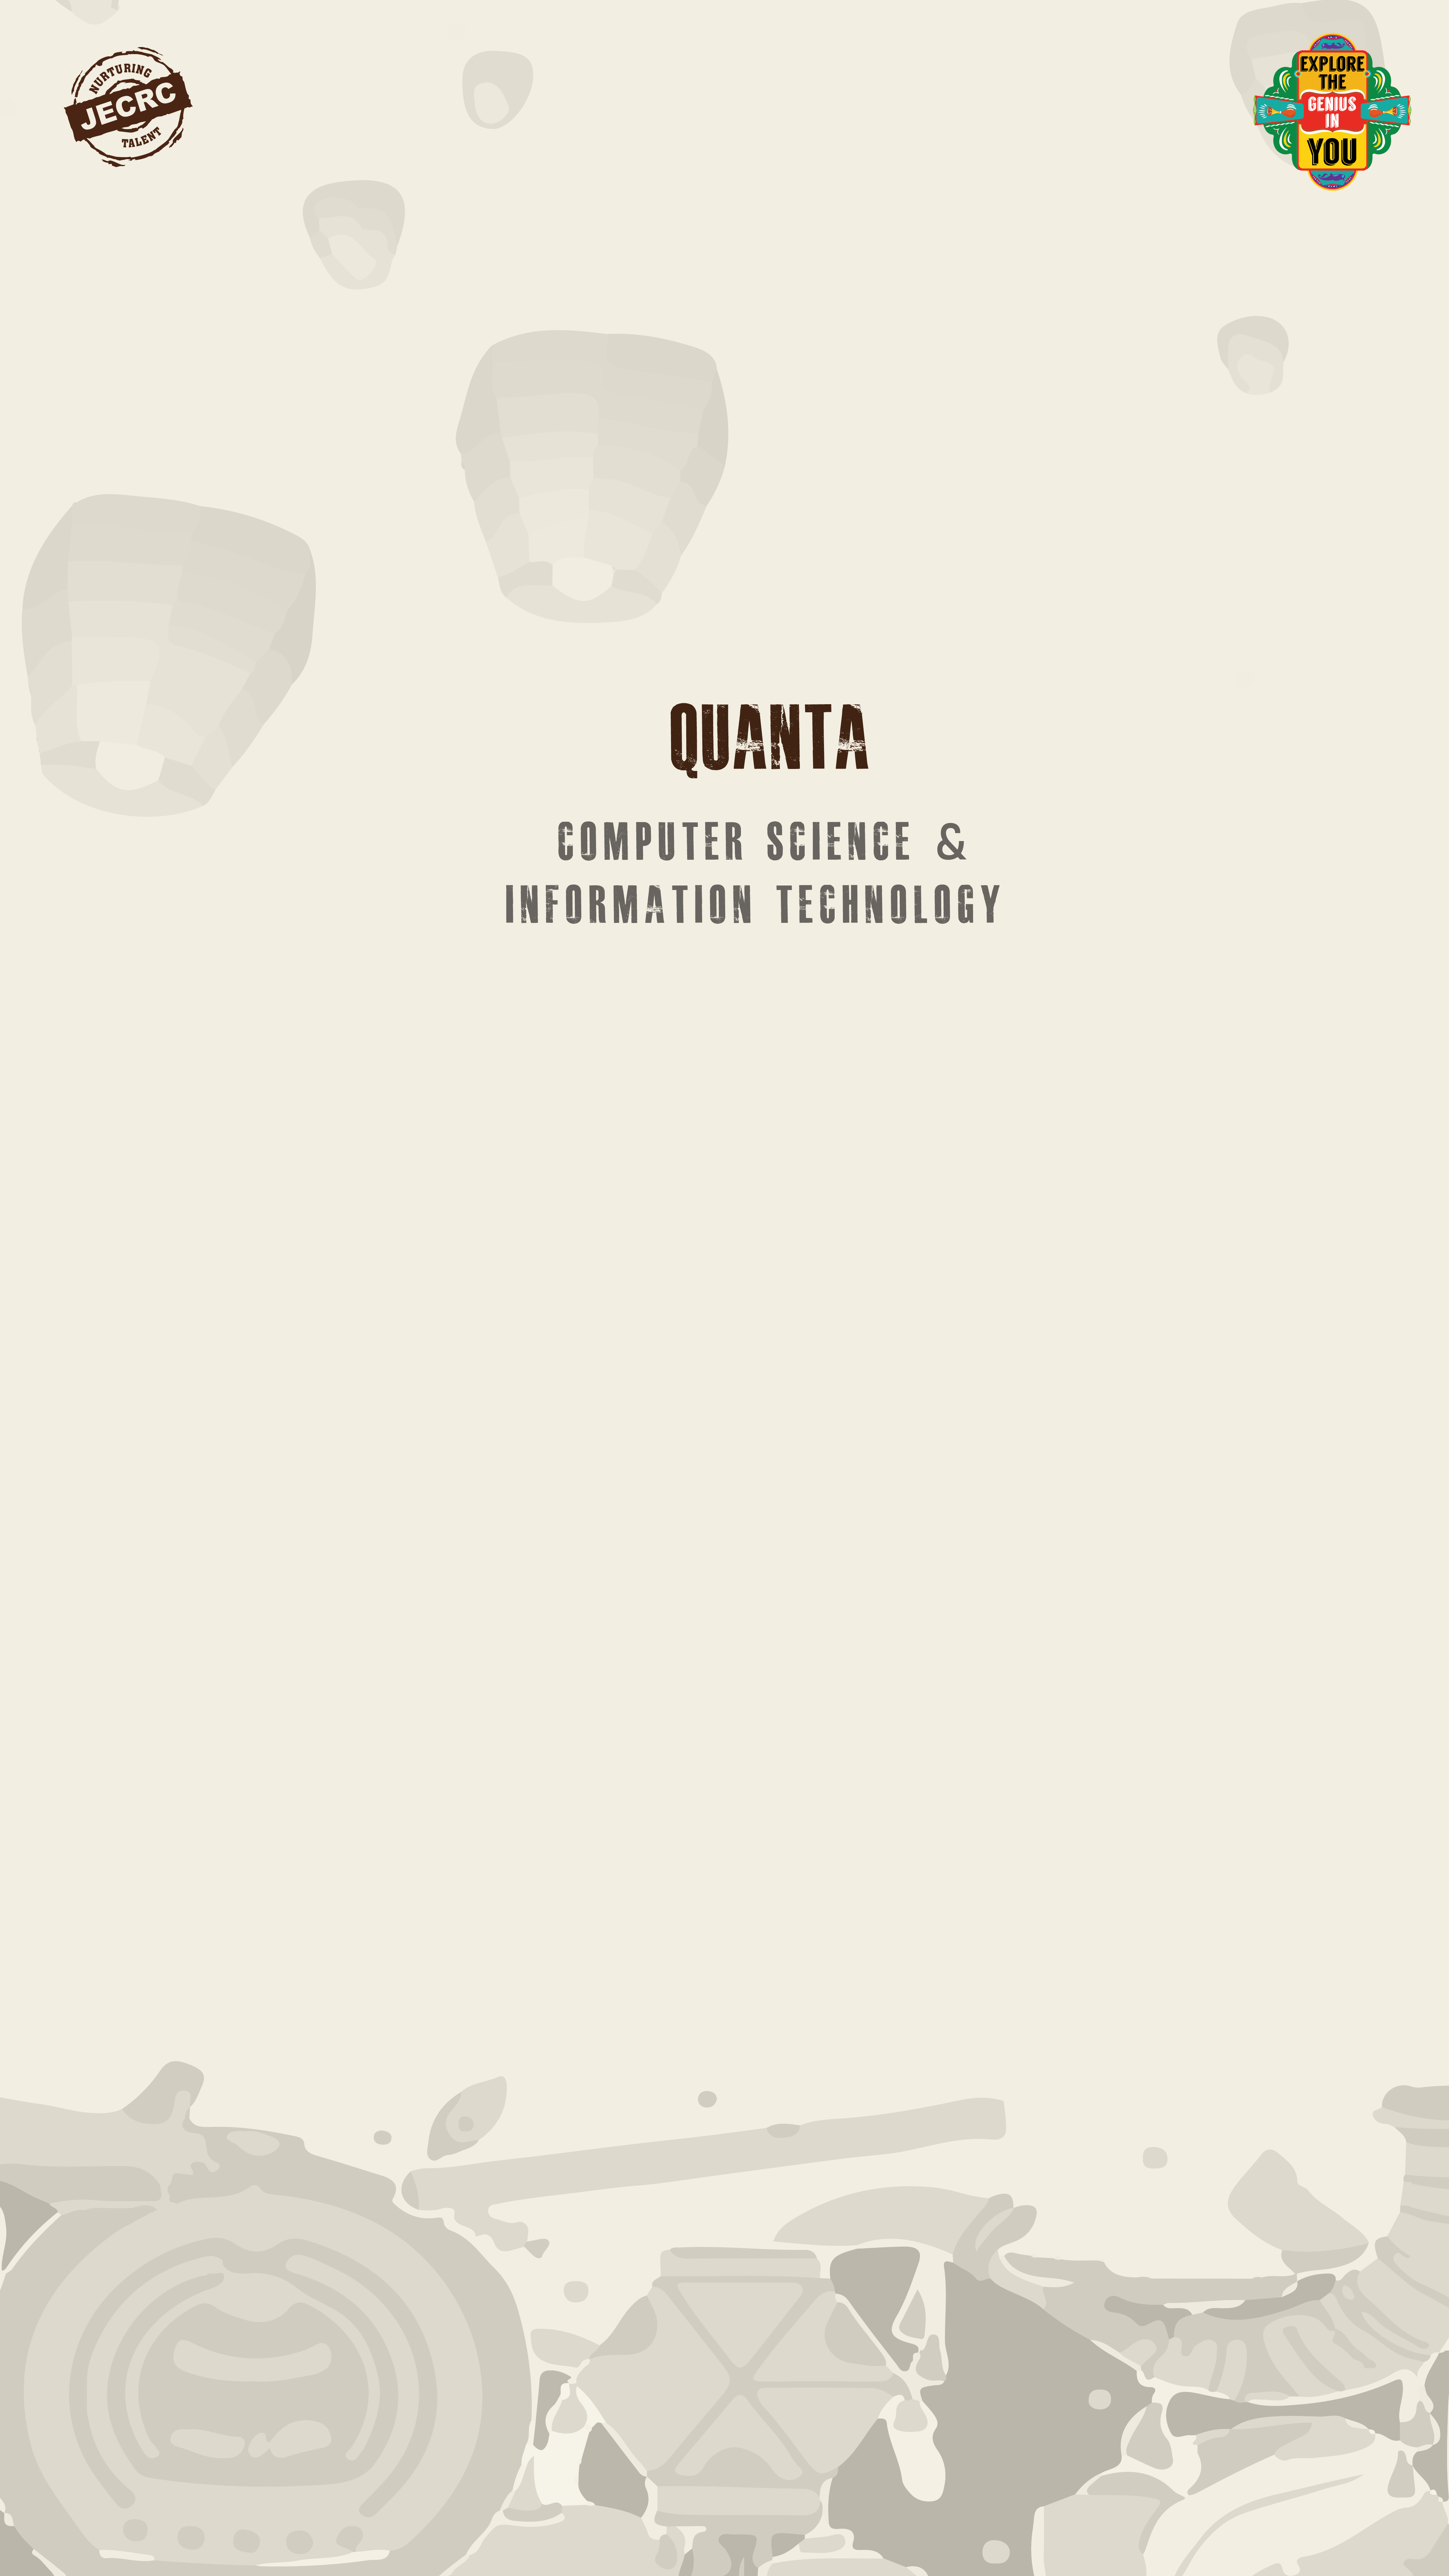 NURTURING
JECRC
TALENT
EXPLORE
THE
GENIUS
IN
YOU
QUANTA
COMPUTER SCIENCE &
INFORMATION TECHNOLOGY